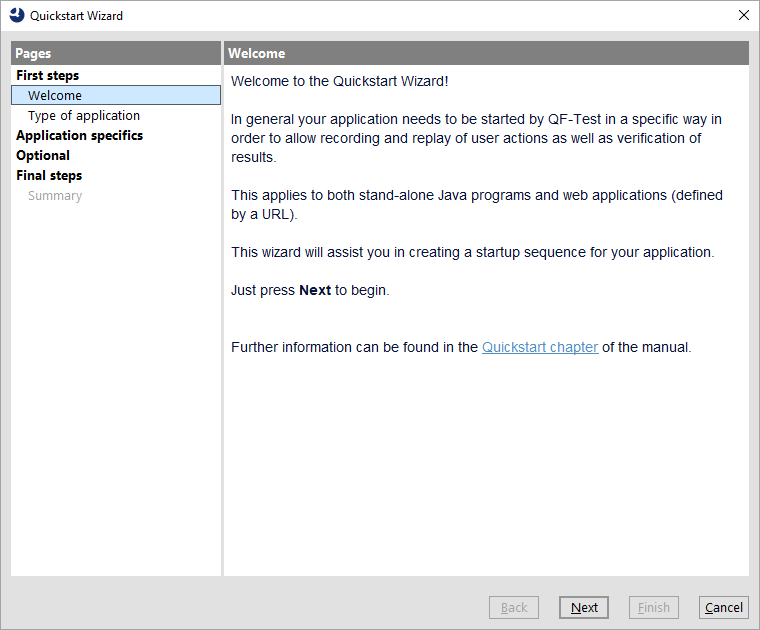 Quickstart Wizard
Pages
First steps
Welcome
Type of application
Application specifics
Optional
Final steps
Summary
Welcome
Welcome to the Quickstart Wizard!
In general your application needs to be started by QF-Test in a specific way in
order to allow recording and replay of user actions as well as verification of
results.
This applies to both stand-alone Java programs and web applications (defined
by a URL).
This wizard will assist you in creating a startup sequence for your application.
Just press Next to begin.
Further information can be found in the Quickstart chapter of the manual.
Back
Next
Finish
Cancel